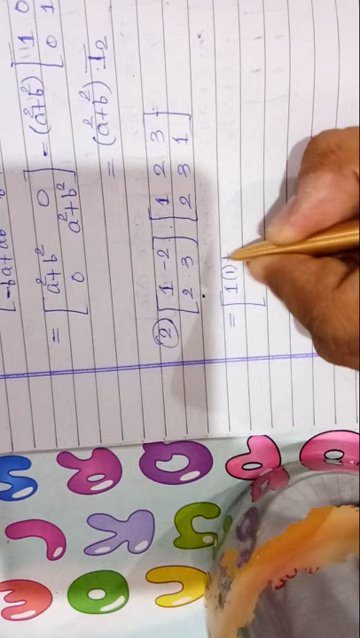 [-ba+ab
= [a²+b² 0] = (a²+b²) [1 0
[0 a²+b²] [0 1
= (a²+b²) I₂
(2) [1 -2] [1 2 3]
[2 3] [2 3 1]
= [1(1)